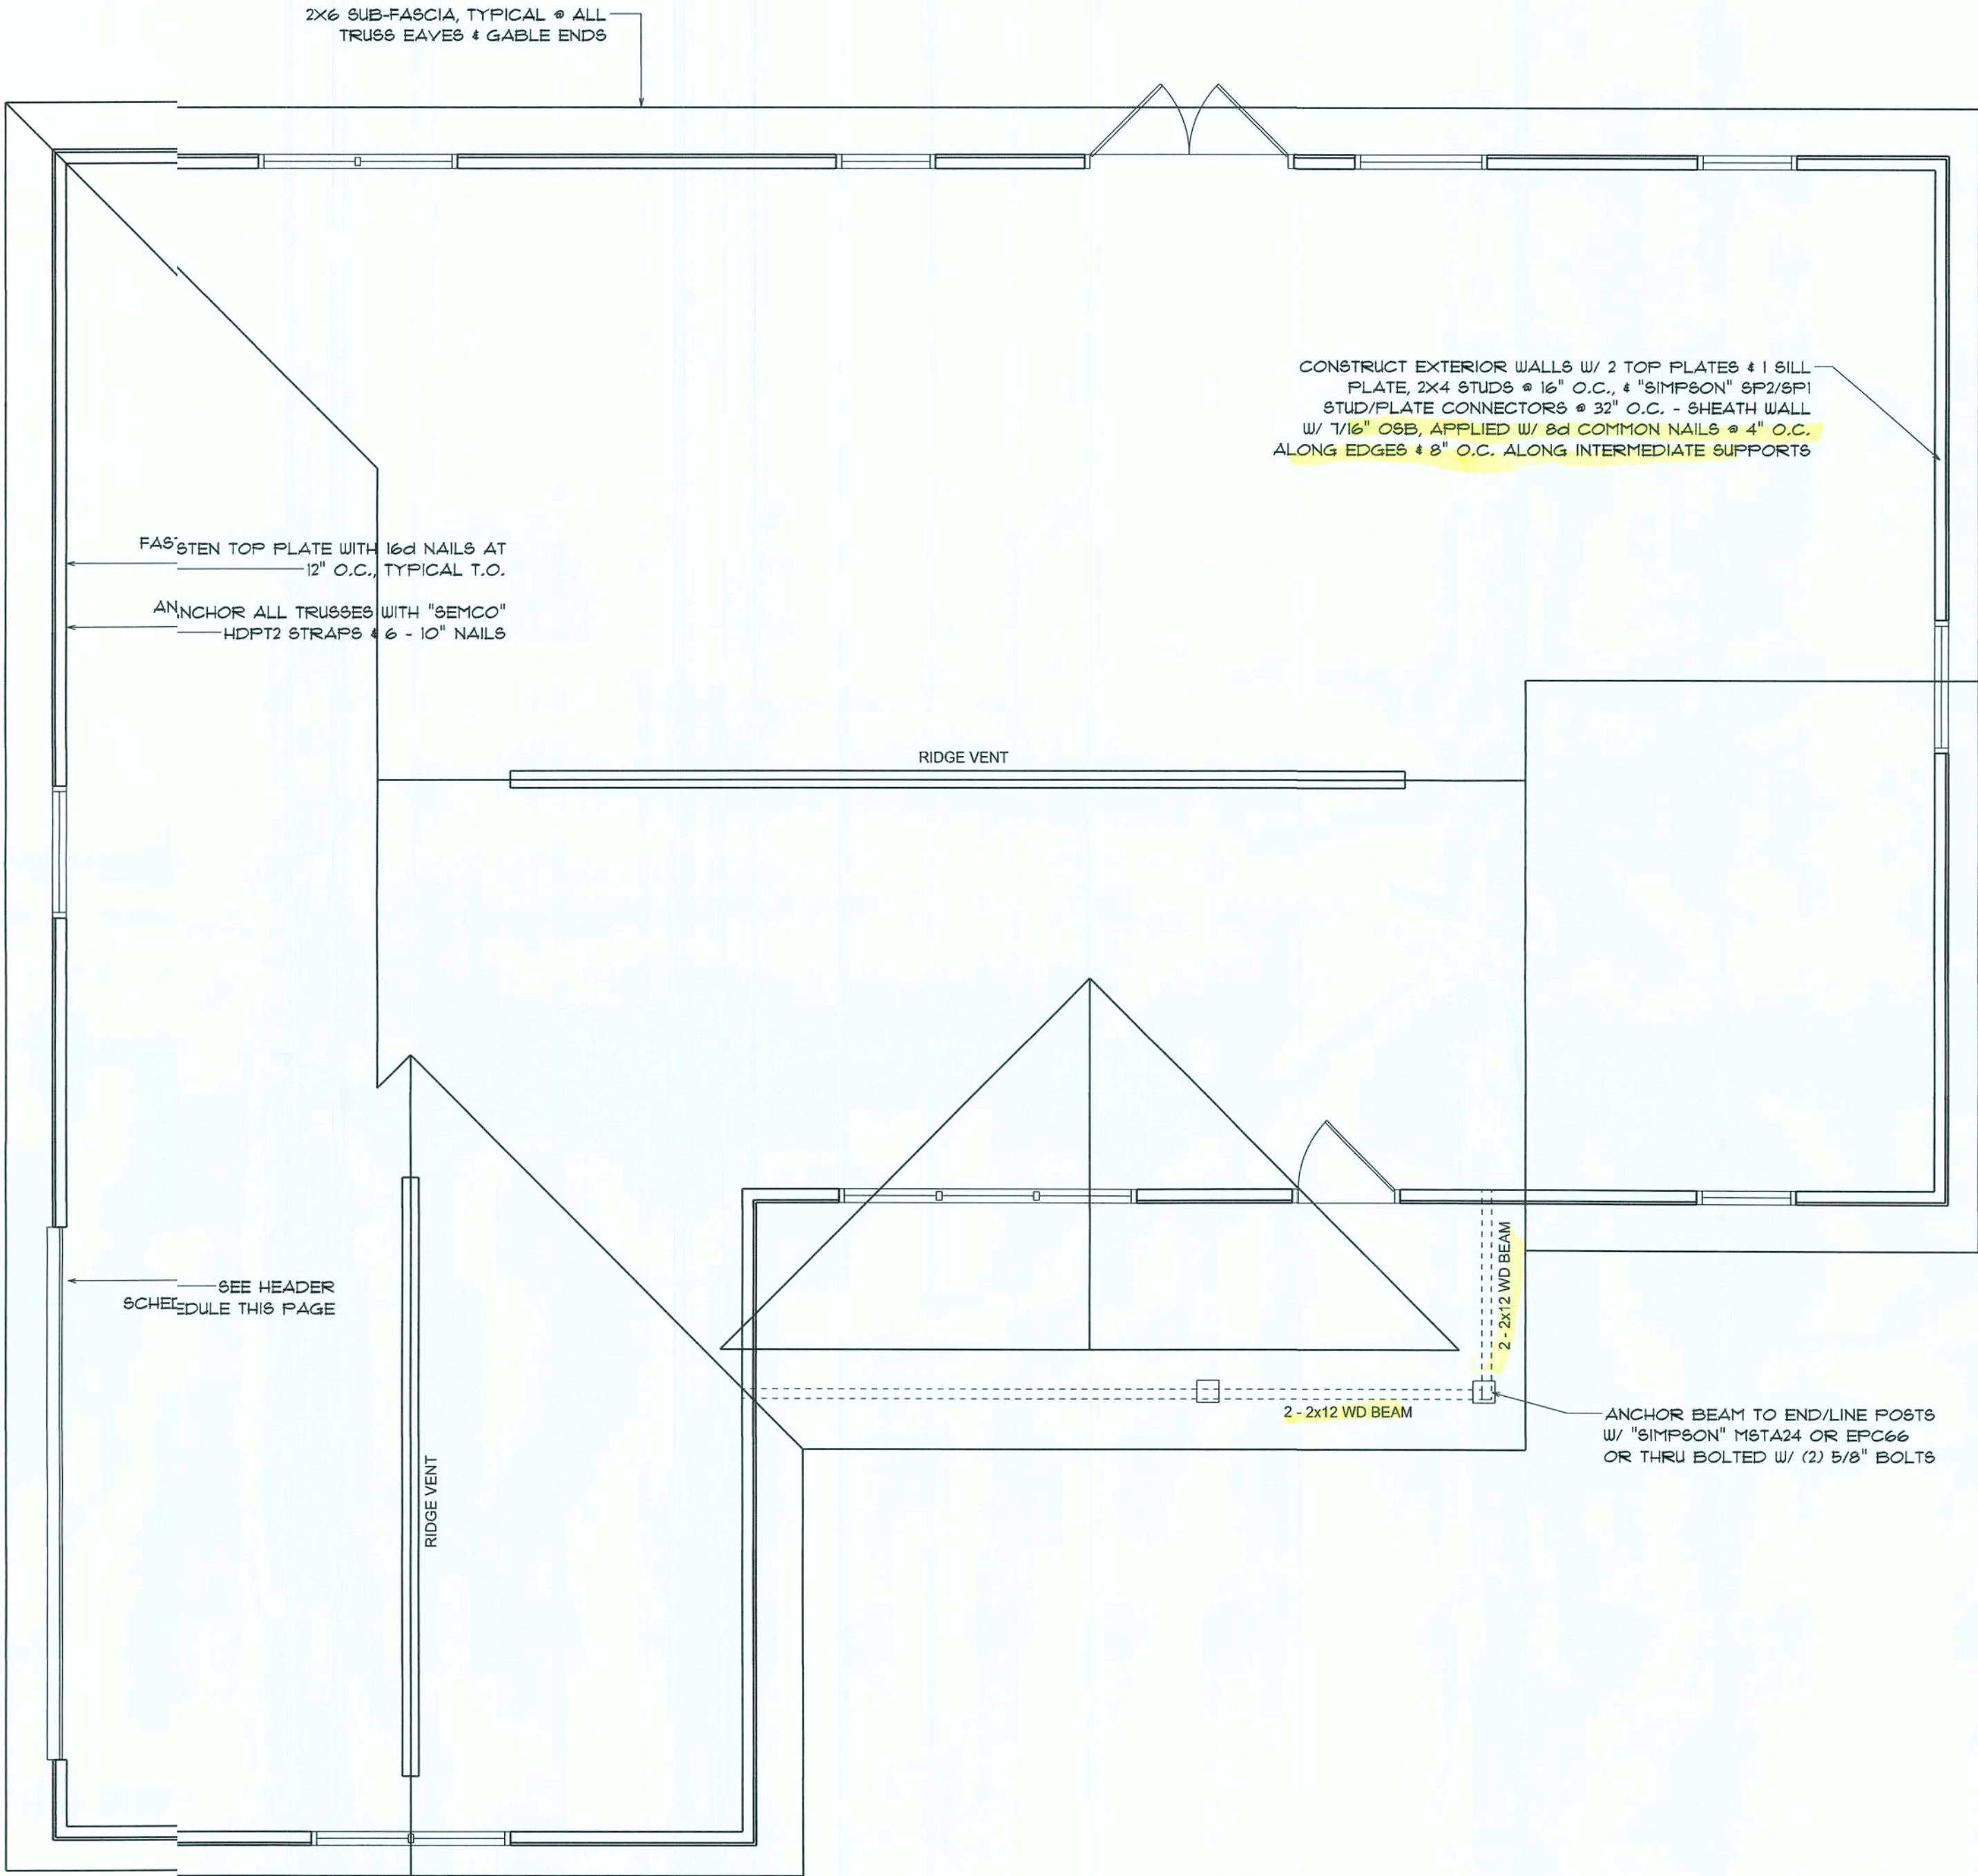 2X6 SUB-FASCIA, TYPICAL @ ALL
TRUSS EAVES & GABLE ENDS
CONSTRUCT EXTERIOR WALLS W/ 2 TOP PLATES & 1 SILL
PLATE, 2X4 STUDS @ 16" O.C., & "SIMPSON" SP2/SP1
STUD/PLATE CONNECTORS @ 32" O.C. - SHEATH WALL
W/ 7/16" OSB, APPLIED W/ 8d COMMON NAILS @ 4" O.C.
ALONG EDGES & 8" O.C. ALONG INTERMEDIATE SUPPORTS
FASTEN TOP PLATE WITH 16d NAILS AT
12" O.C., TYPICAL T.O.
ANCHOR ALL TRUSSES WITH "SEMCO"
HDPT2 STRAPS & 6 - 10" NAILS
RIDGE VENT
SEE HEADER
SCHEDULE THIS PAGE
2 - 2x12 WD BEAM
2 - 2x12 WD BEAM
ANCHOR BEAM TO END/LINE POSTS
W/ "SIMPSON" MSTA24 OR EPC66
OR THRU BOLTED W/ (2) 5/8" BOLTS
RIDGE VENT